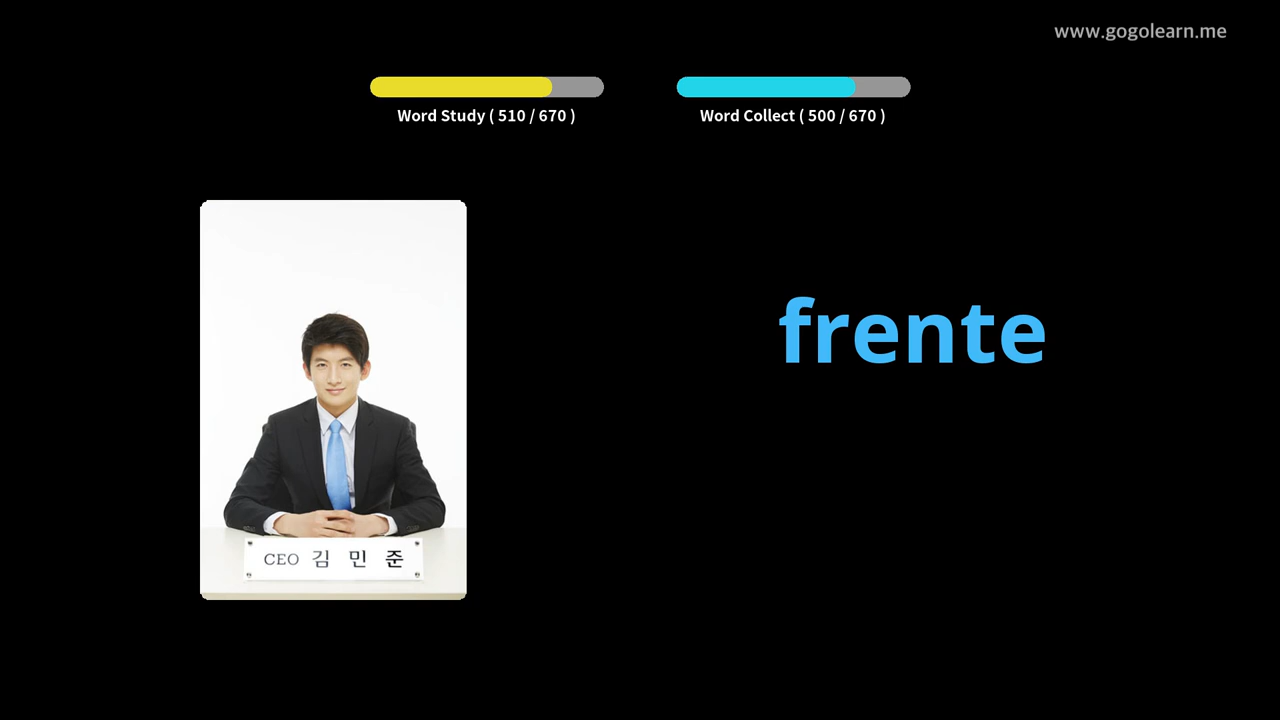 www.gogolearn.me
Word Study ( 510 / 670 )
Word Collect ( 500 / 670 )
frente
CEO 김 민 준